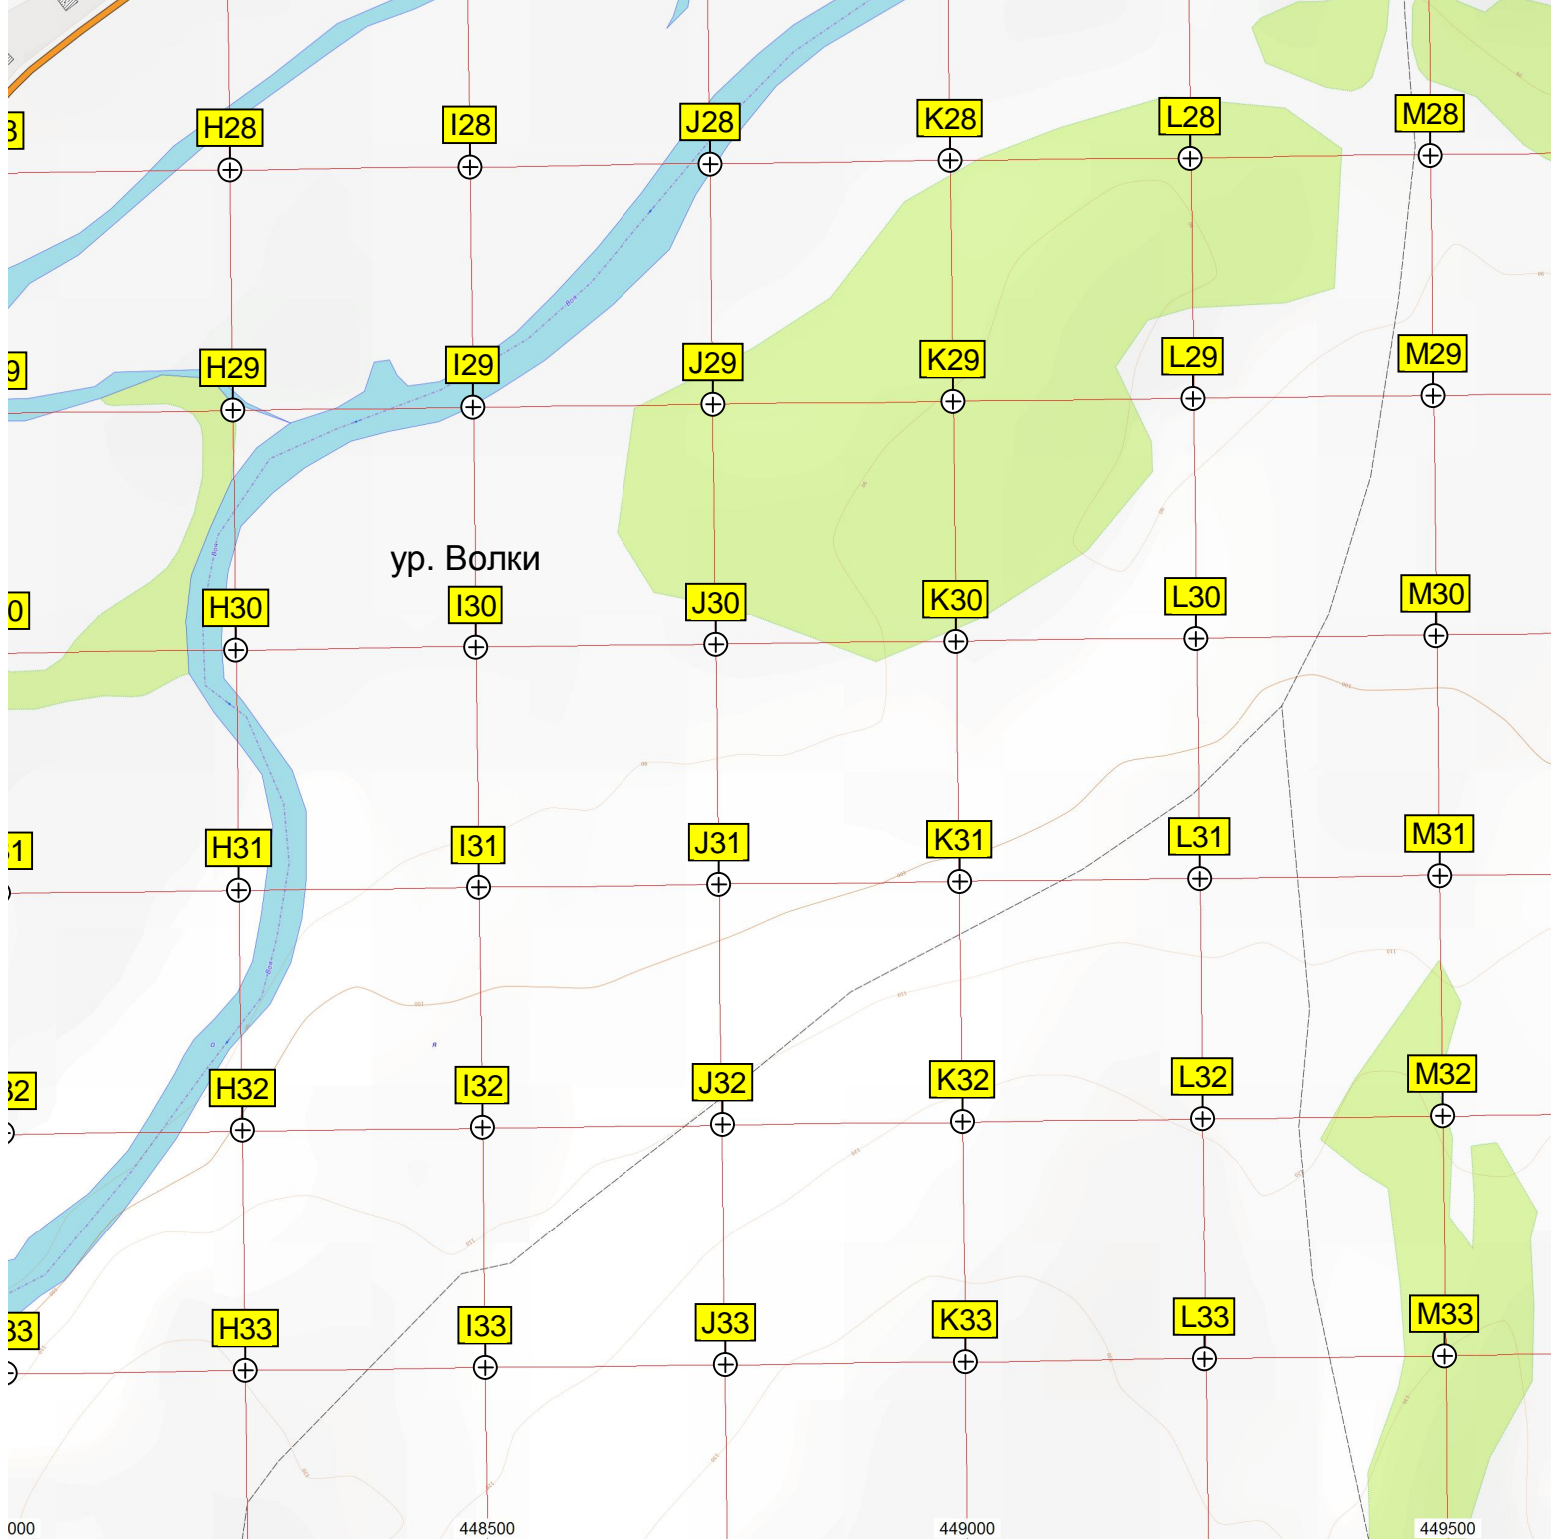 H28 I28 J28 K28 L28 M28
H29 I29 J29 K29 L29 M29
ур. Волки
H30 I30 J30 K30 L30 M30
H31 I31 J31 K31 L31 M31
H32 I32 J32 K32 L32 M32
H33 I33 J33 K33 L33 M33
000 448500 449000 449500